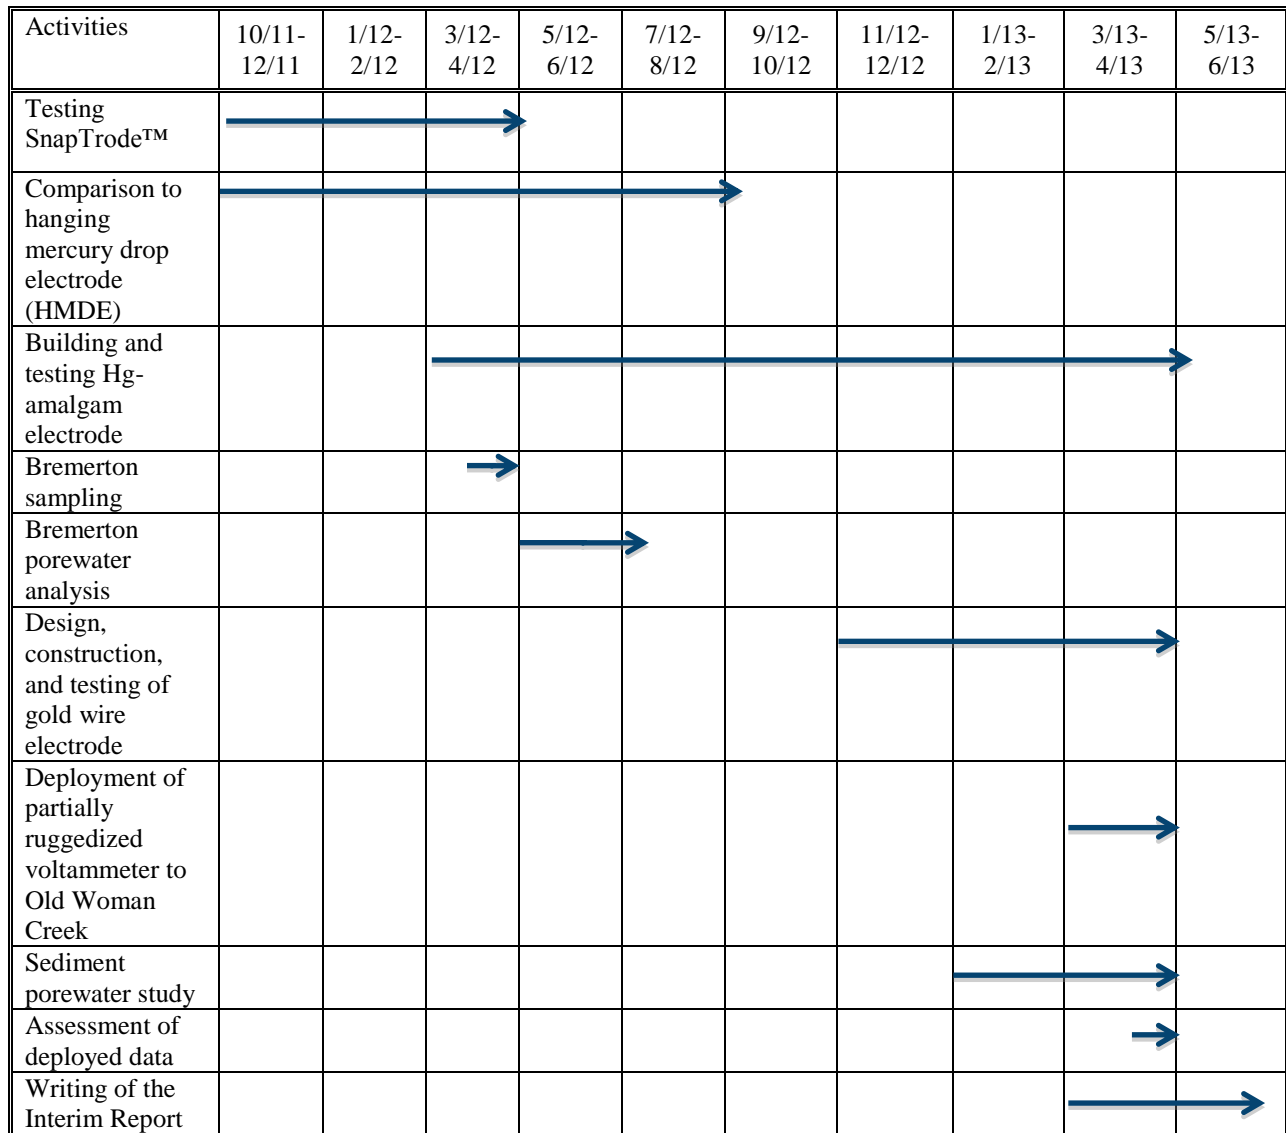 Activities
10/11-
12/11
1/12-
2/12
3/12-
4/12
5/12-
6/12
7/12-
8/12
9/12-
10/12
11/12-
12/12
1/13-
2/13
3/13-
4/13
5/13-
6/13
Testing
SnapTrode™
Comparison to
hanging
mercury drop
electrode
(HMDE)
Building and
testing Hg-
amalgam
electrode
Bremerton
sampling
Bremerton
porewater
analysis
Design,
construction,
and testing of
gold wire
electrode
Deployment of
partially
ruggedized
voltammeter to
Old Woman
Creek
Sediment
porewater study
Assessment of
deployed data
Writing of the
Interim Report